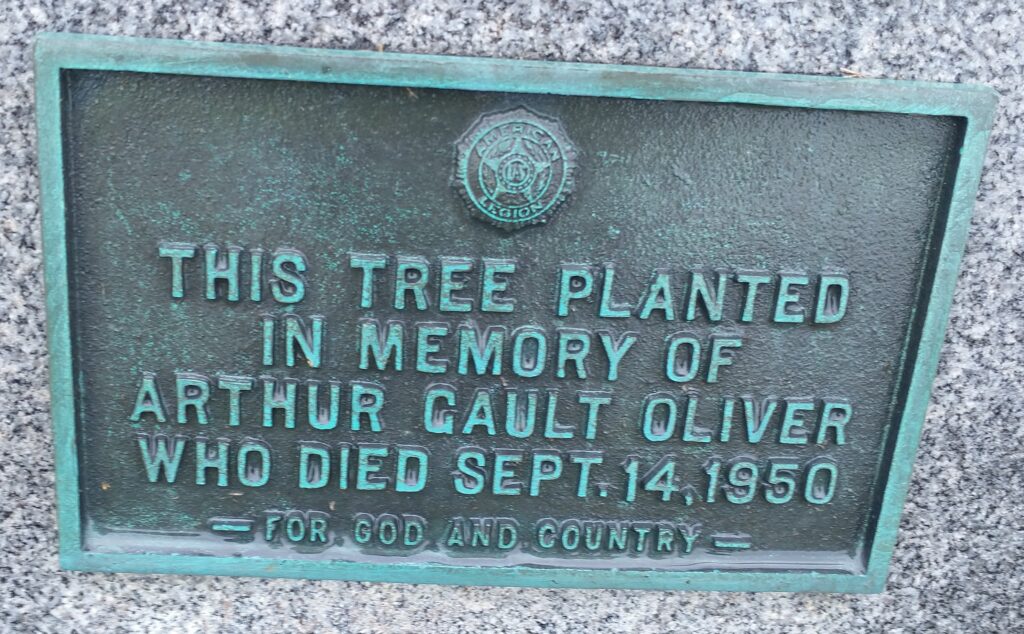 AMERICAN
U.S
LEGION
THIS TREE PLANTED
IN MEMORY OF
ARTHUR GAULT OLIVER
WHO DIED SEPT. 14, 1950
— FOR GOD AND COUNTRY —